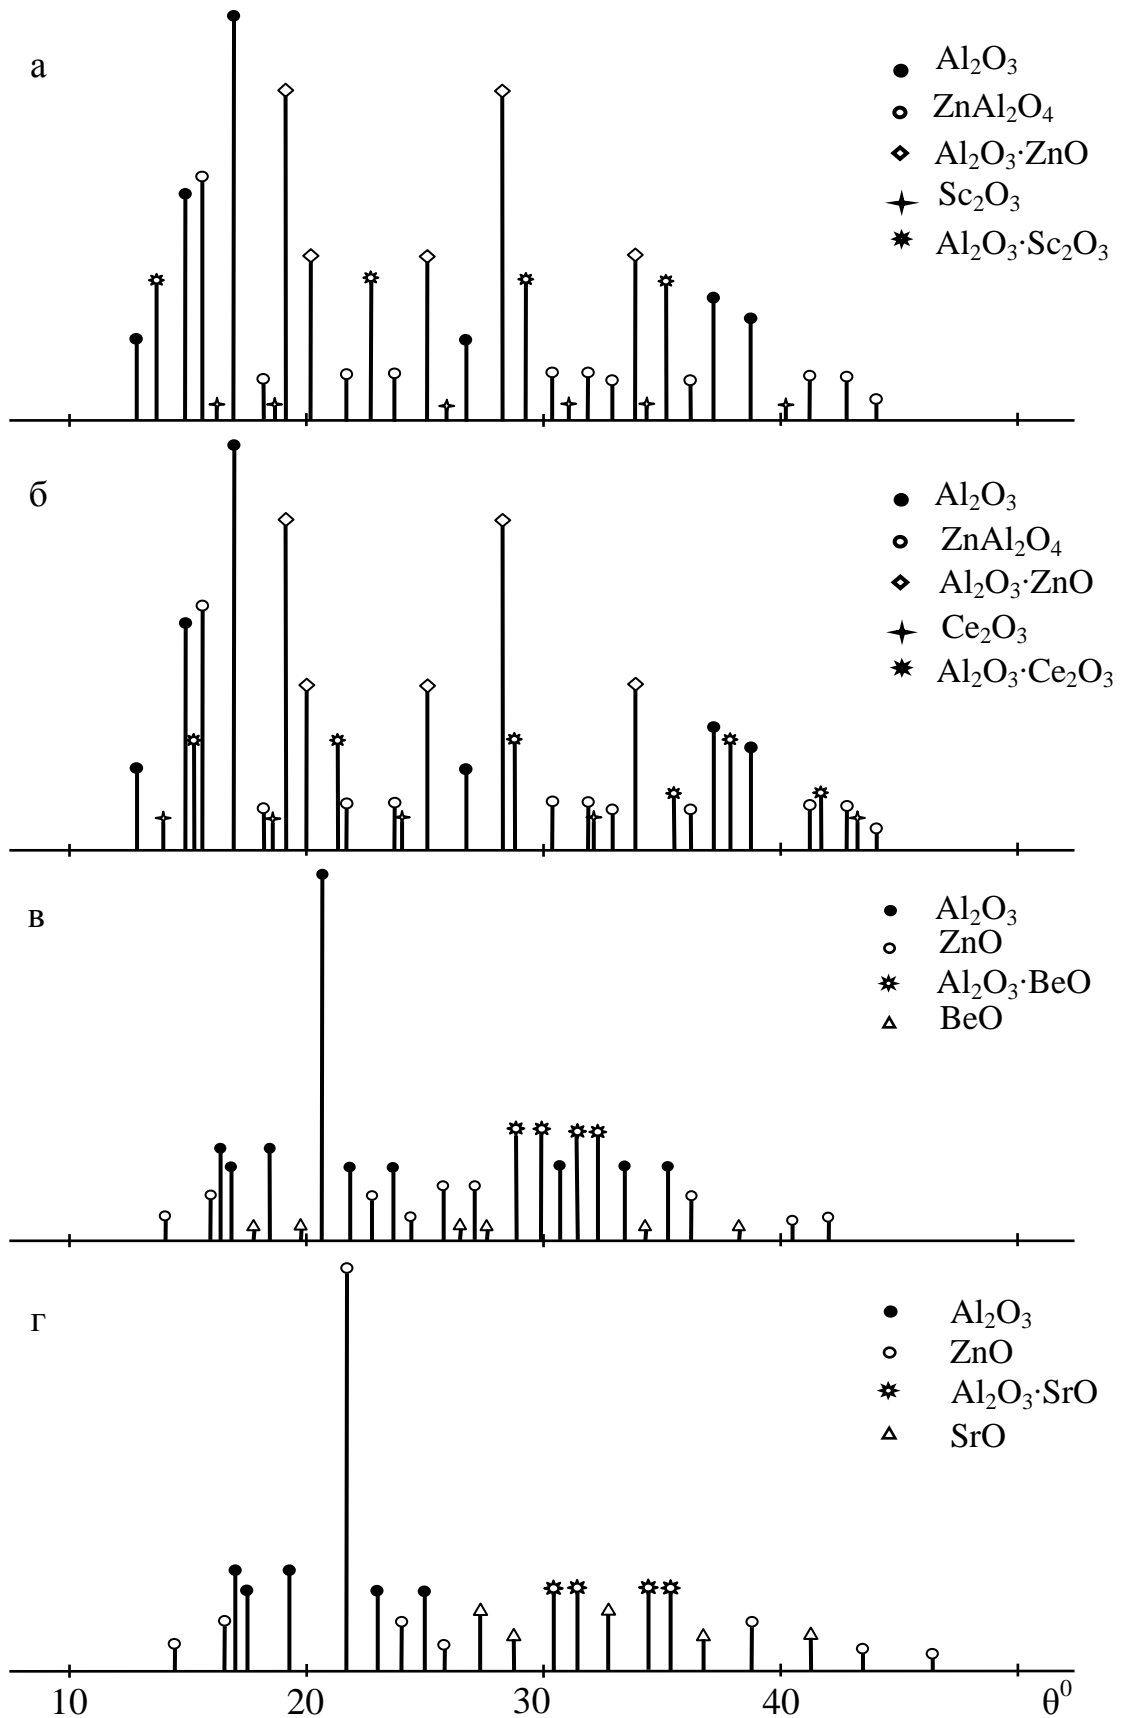 а
Al₂O₃
ZnAl₂O₄
Al₂O₃·ZnO
Sc₂O₃
Al₂O₃·Sc₂O₃
б
Al₂O₃
ZnAl₂O₄
Al₂O₃·ZnO
Ce₂O₃
Al₂O₃·Ce₂O₃
в
Al₂O₃
ZnO
Al₂O₃·BeO
BeO
г
Al₂O₃
ZnO
Al₂O₃·SrO
SrO
10 20 30 40 θ⁰